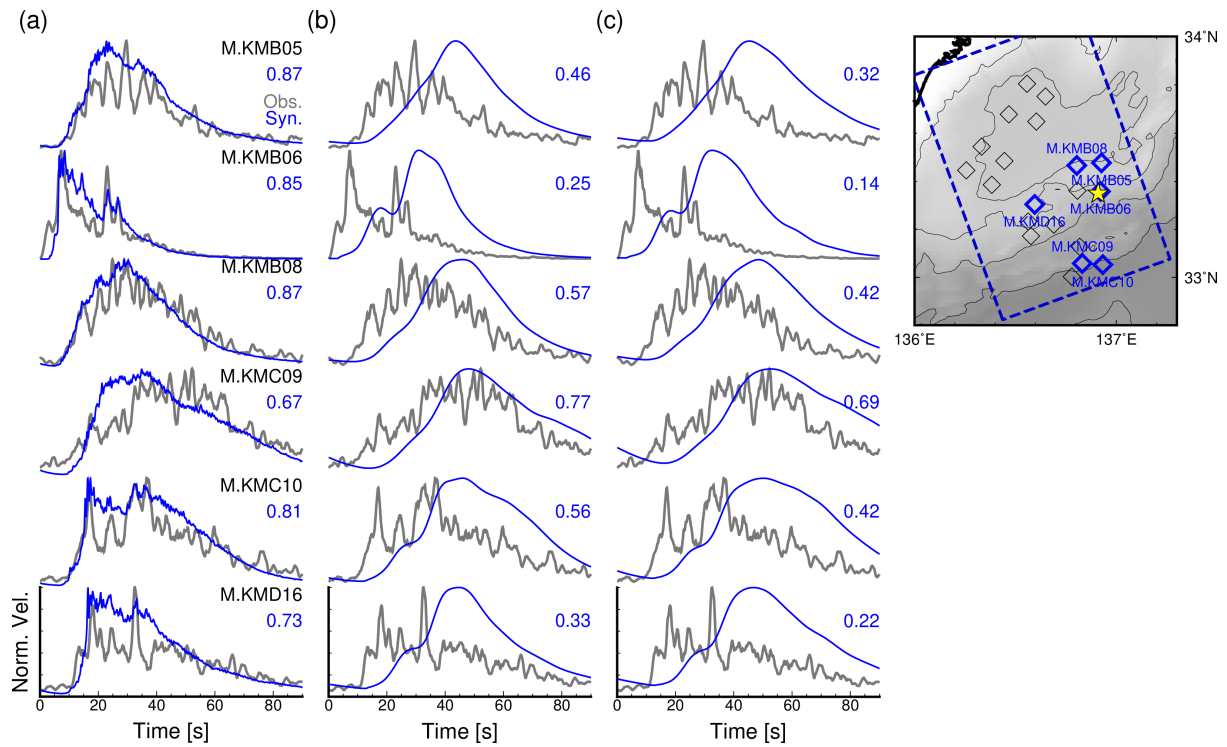 (a)
(b)
(c)
M.KMB05
0.87
Obs.
Syn.
0.46
0.32
M.KMB06
0.85
0.25
0.14
M.KMB08
0.87
0.57
0.42
M.KMC09
0.67
0.77
0.69
M.KMC10
0.81
0.56
0.42
M.KMD16
0.73
0.33
0.22
Norm. Vel.
0 20 40 60 80
0 20 40 60 80
0 20 40 60 80
Time [s]
Time [s]
Time [s]
34˚N
M.KMB08
M.KMB05
M.KMB06
M.KMD16
M.KMC09
M.KMC10
33˚N
136˚E
137˚E